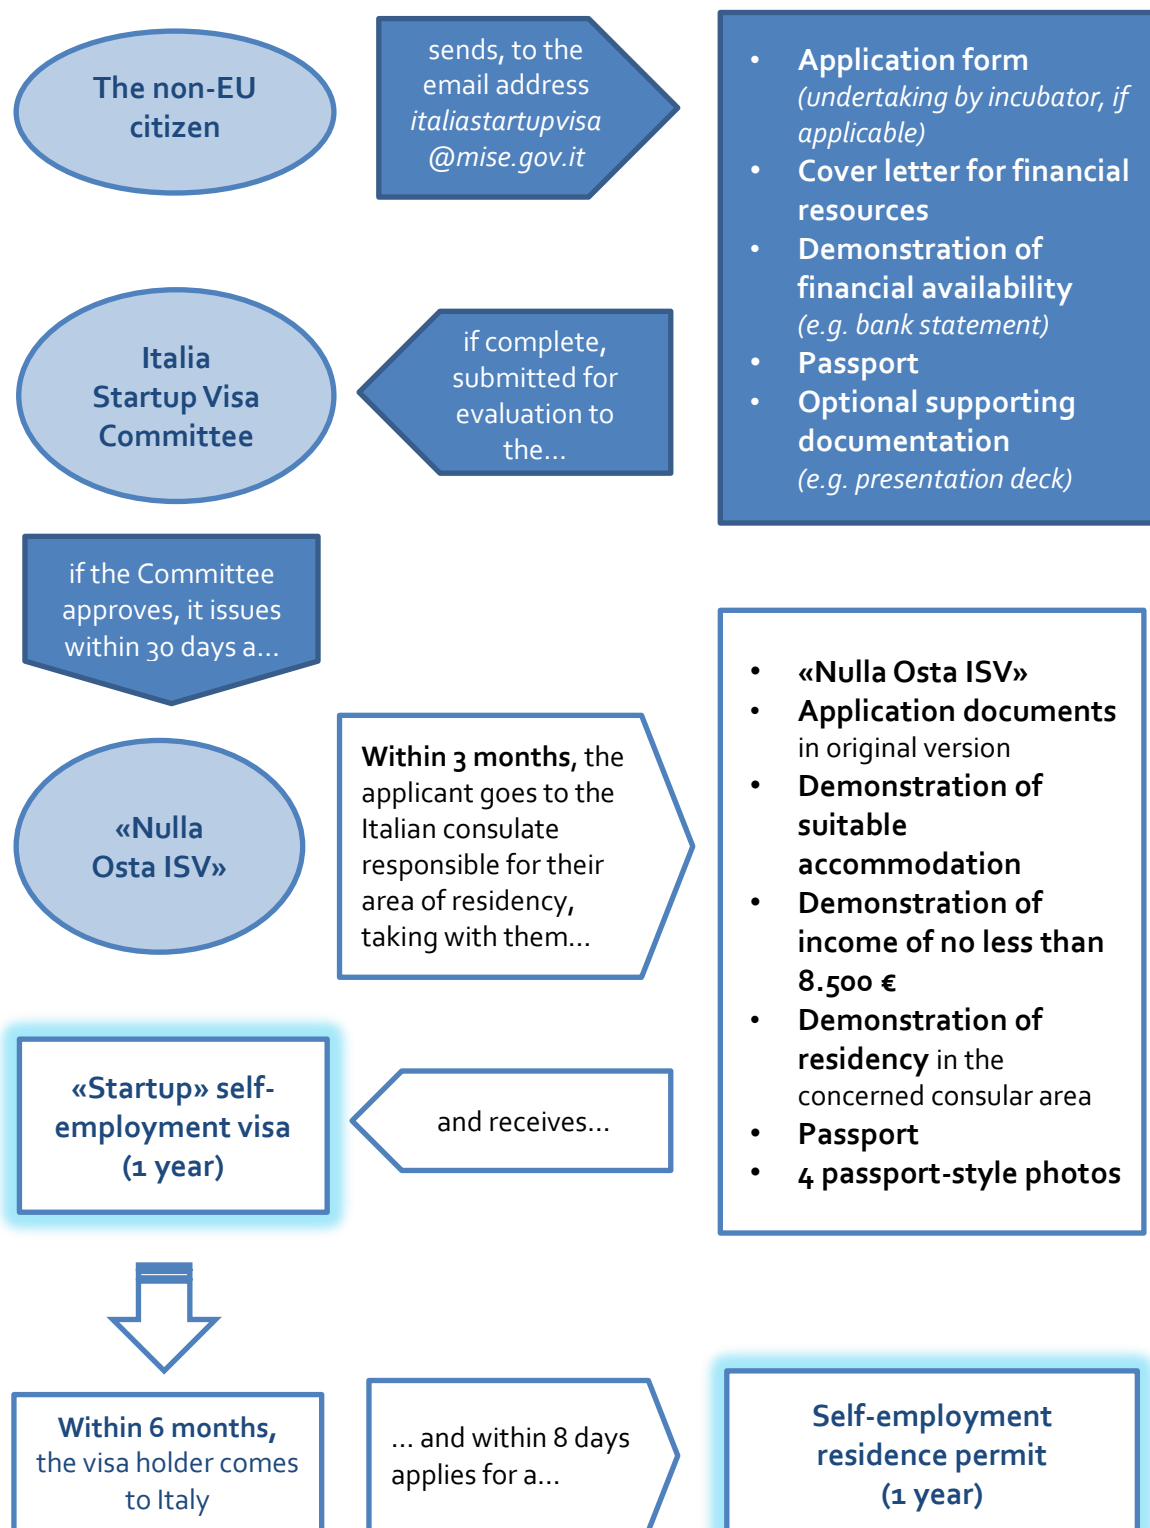 The non-EU
citizen
sends, to the
email address
italiastartupvisa
@mise.gov.it
• Application form
(undertaking by incubator, if
applicable)
• Cover letter for financial
resources
• Demonstration of
financial availability
(e.g. bank statement)
• Passport
• Optional supporting
documentation
(e.g. presentation deck)
if complete,
submitted for
evaluation to
the...
Italia
Startup Visa
Committee
if the Committee
approves, it issues
within 30 days a...
«Nulla
Osta ISV»
Within 3 months, the
applicant goes to the
Italian consulate
responsible for their
area of residency,
taking with them...
• «Nulla Osta ISV»
• Application documents
in original version
• Demonstration of
suitable
accommodation
• Demonstration of
income of no less than
8.500 €
• Demonstration of
residency in the
concerned consular area
• Passport
• 4 passport-style photos
and receives...
«Startup» self-
employment visa
(1 year)
Within 6 months,
the visa holder comes
to Italy
... and within 8 days
applies for a...
Self-employment
residence permit
(1 year)